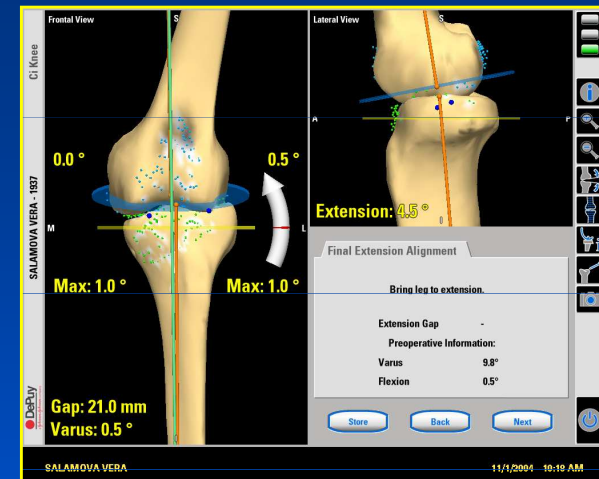 Frontal View
S
Lateral View
S
Ci Knee
0.0 °
0.5 °
A
P
SALAMOVA VERA - 1937
M
L
Extension: 4.5 °
I
Final Extension Alignment
Bring leg to extension.
Max: 1.0 °
Max: 1.0 °
Extension Gap -
Preoperative Information:
Varus 9.8°
Flexion 0.5°
DePuy
Gap: 21.0 mm
Varus: 0.5 °
Store
Back
Next
SALAMOVA VERA
11/1/2004 10:19 AM